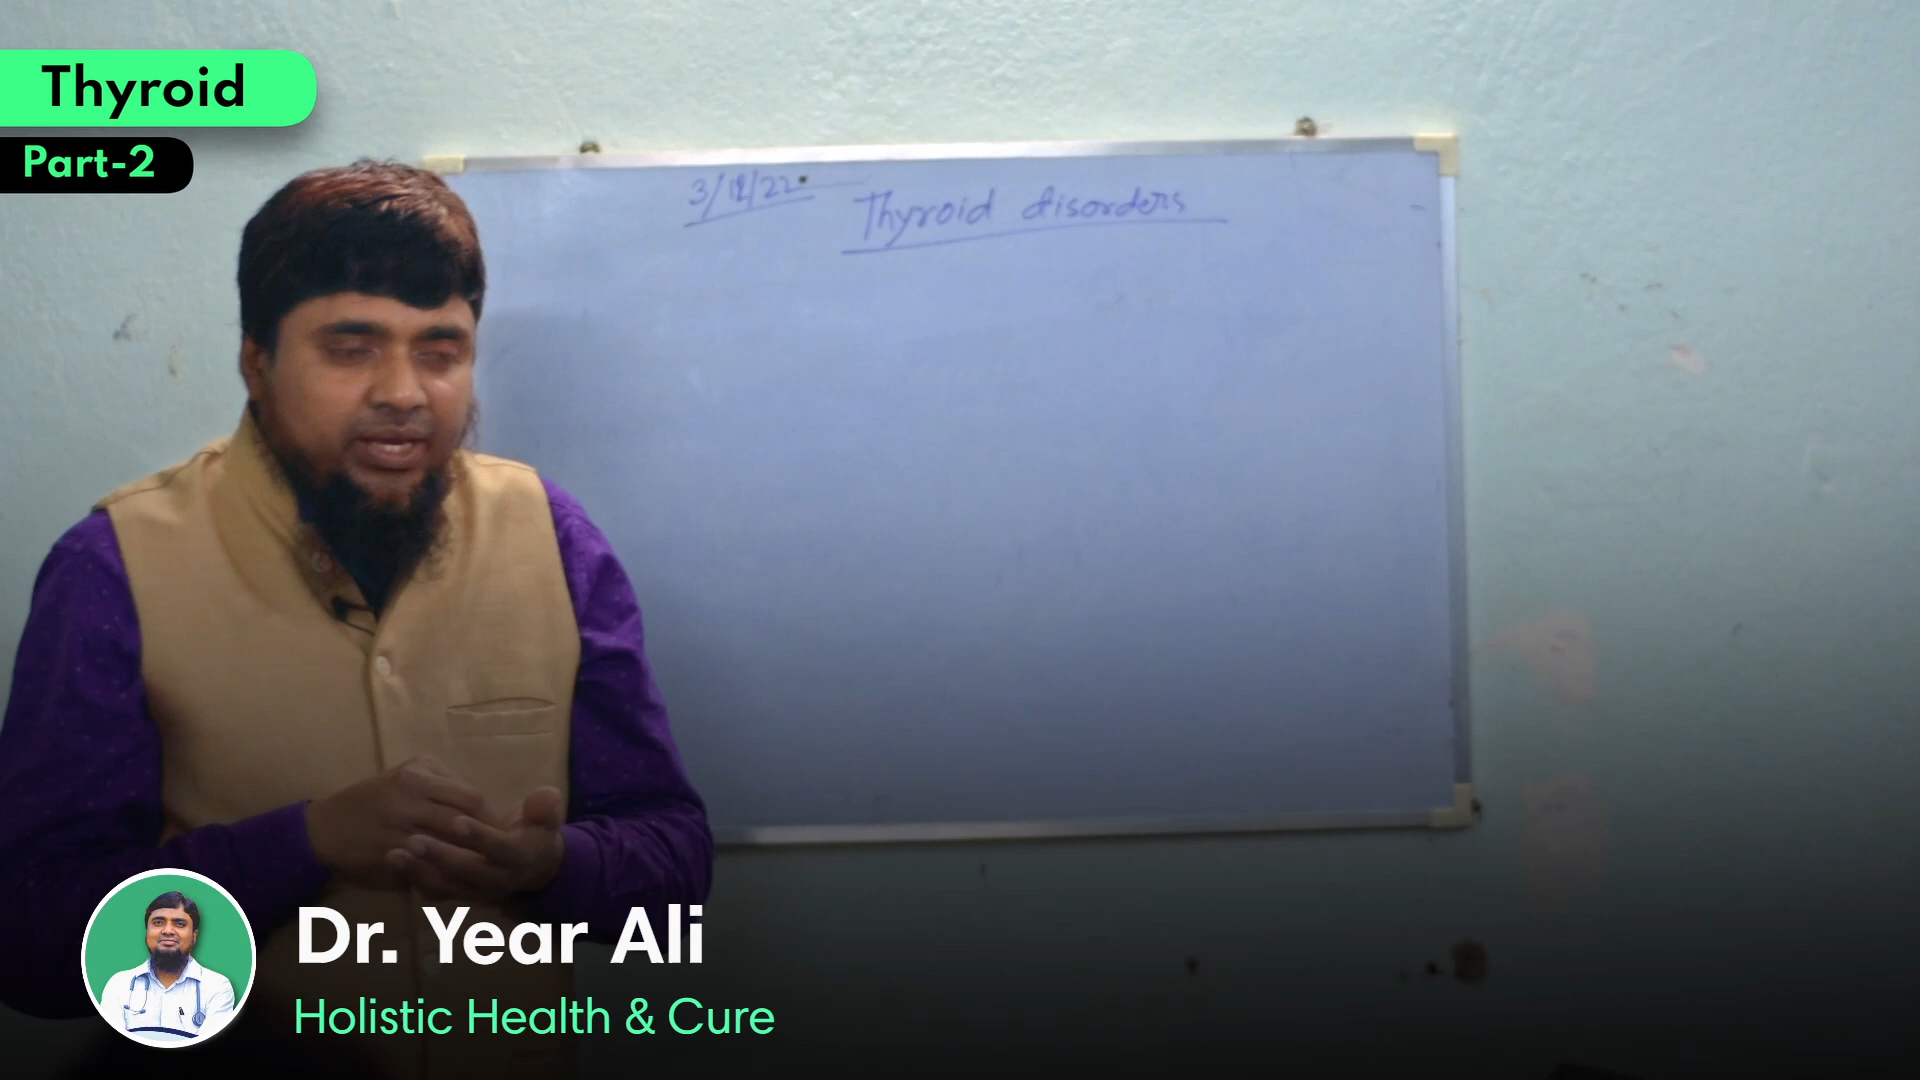 Thyroid
Part-2
3/12/22
Thyroid disorders
Dr. Year Ali
Holistic Health & Cure